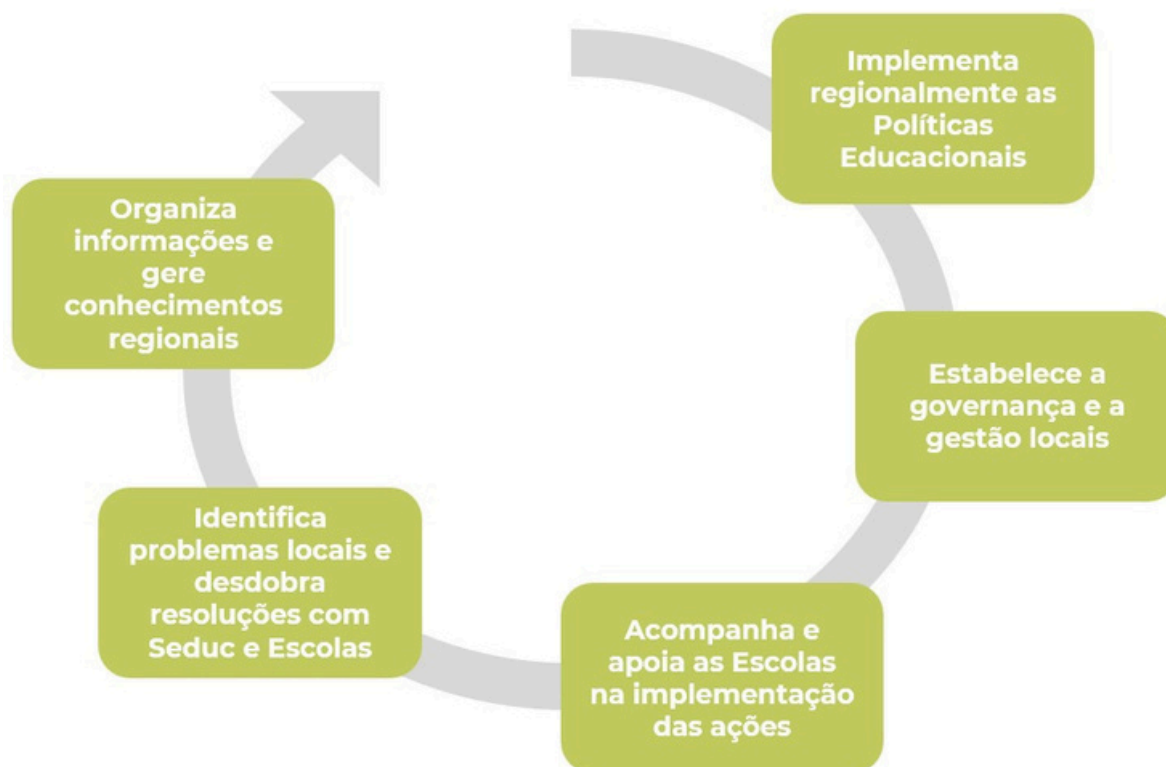 Implementa
regionalmente as
Políticas
Educacionais
Estabelece a
governança e a
gestão locais
Acompanha e
apoia as Escolas
na implementação
das ações
Identifica
problemas locais e
desdobra
resoluções com
Seduc e Escolas
Organiza
informações e
gere
conhecimentos
regionais